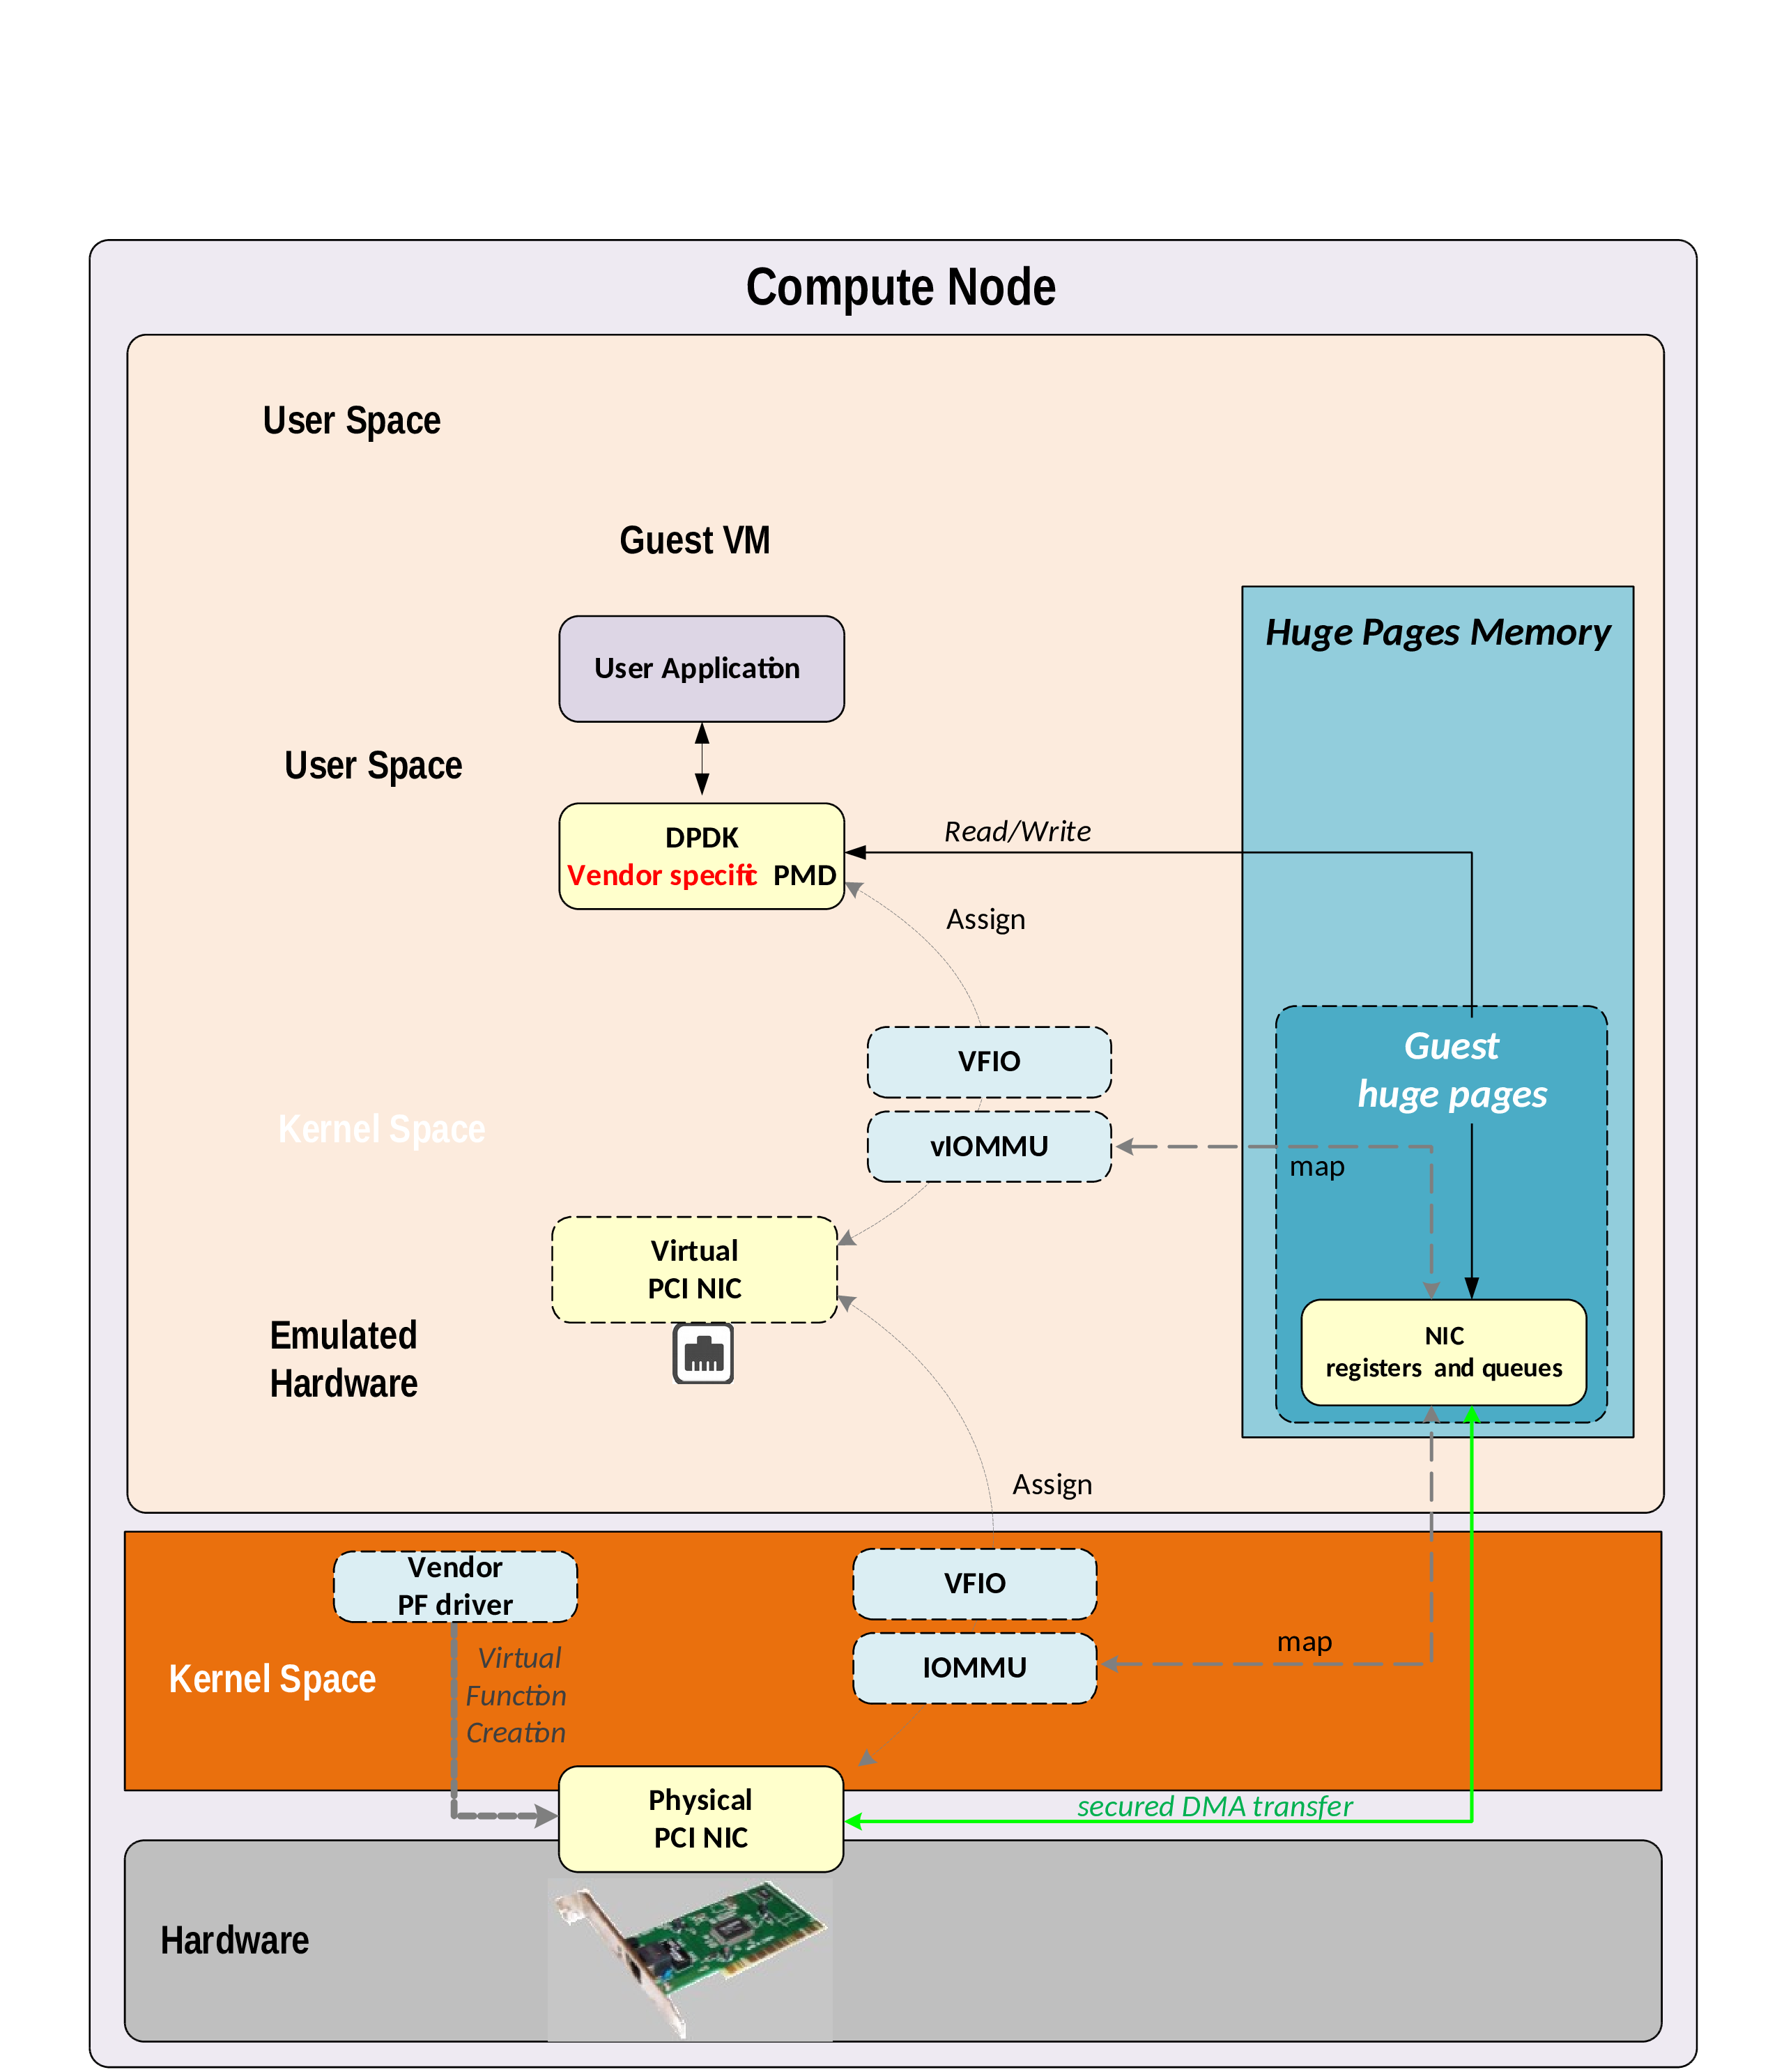 Compute Node
User Space
Guest VM
Huge Pages Memory
User Application
User Space
DPDK
Vendor specific PMD
Read/Write
Assign
VFIO
Guest
huge pages
Kernel Space
vIOMMU
map
Virtual
PCI NIC
Emulated
Hardware
NIC
registers and queues
Assign
Vendor
PF driver
VFIO
Virtual
Function
Creation
Kernel Space
IOMMU
map
Physical
PCI NIC
secured DMA transfer
Hardware